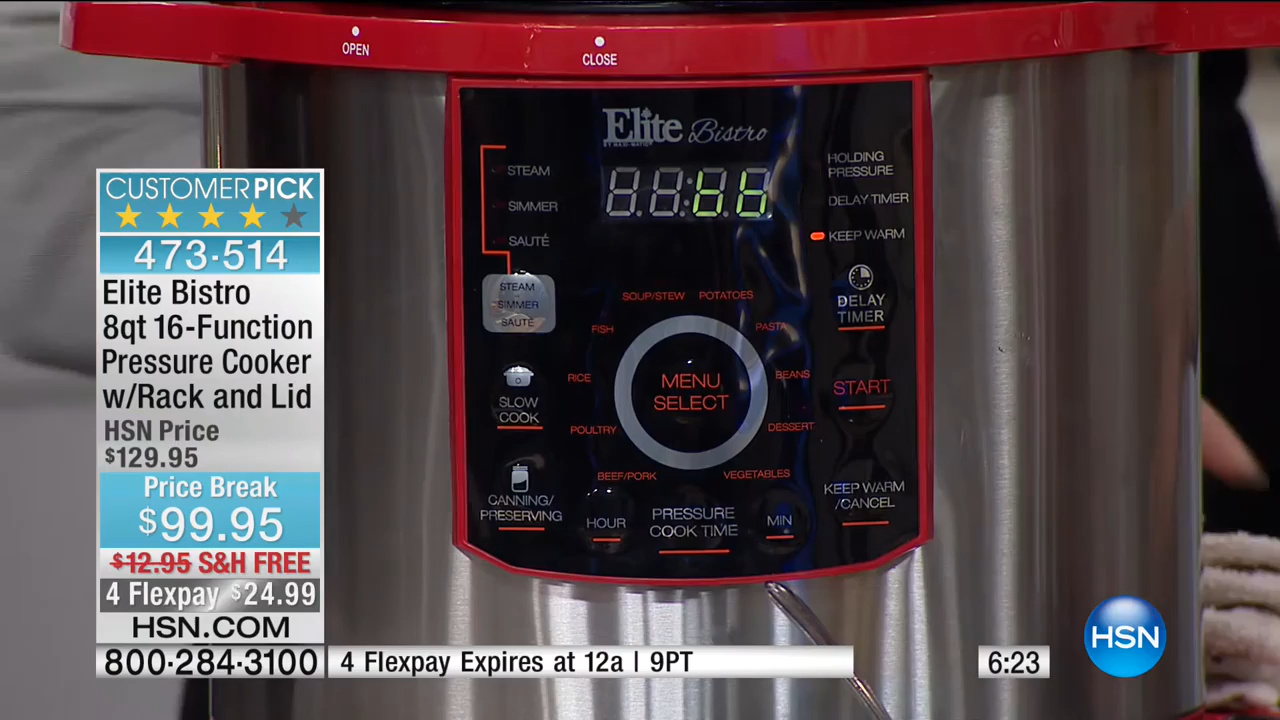 OPEN
CLOSE
Elite Bistro
BY MAXI-MATIC
STEAM
SIMMER
SAUTÉ
bb
HOLDING
PRESSURE
DELAY TIMER
KEEP WARM
STEAM
SIMMER
SAUTÉ
DELAY
TIMER
SOUP/STEW
POTATOES
FISH
PASTA
RICE
BEANS
MENU
SELECT
START
SLOW
COOK
POULTRY
DESSERT
BEEF/PORK
VEGETABLES
CANNING/
PRESERVING
HOUR
PRESSURE
COOK TIME
MIN
KEEP WARM
/CANCEL
CUSTOMER PICK
473-514
Elite Bistro
8qt 16-Function
Pressure Cooker
w/Rack and Lid
HSN Price
$129.95
Price Break
$99.95
$12.95 S&H FREE
4 Flexpay $24.99
HSN.COM
800-284-3100
4 Flexpay Expires at 12a | 9PT
6:23
HSN